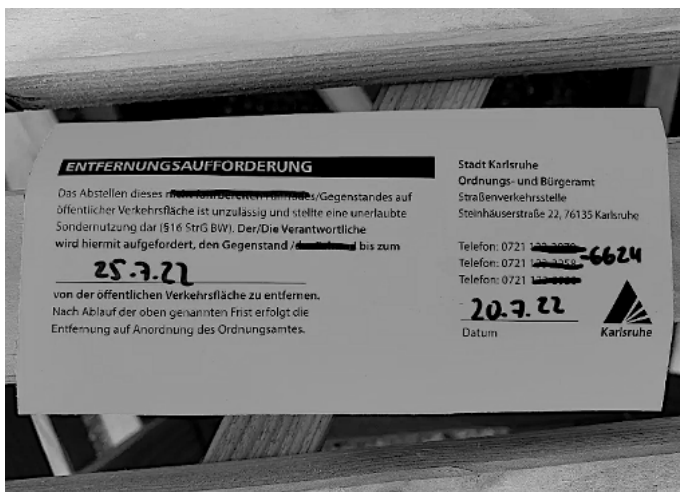 ENTFERNUNGSAUFFORDERUNG
Das Abstellen dieses /Gegenstandes auf
öffentlicher Verkehrsfläche ist unzulässig und stellte eine unerlaubte
Sondernutzung dar (§16 StrG BW). Der/Die Verantwortliche
wird hiermit aufgefordert, den Gegenstand / bis zum
25.7.22
von der öffentlichen Verkehrsfläche zu entfernen.
Nach Ablauf der oben genannten Frist erfolgt die
Entfernung auf Anordnung des Ordnungsamtes.
Stadt Karlsruhe
Ordnungs- und Bürgeramt
Straßenverkehrsstelle
Steinhäuserstraße 22, 76135 Karlsruhe
Telefon: 0721
Telefon: 0721 -6624
Telefon: 0721
20.7.22
Datum
Karlsruhe